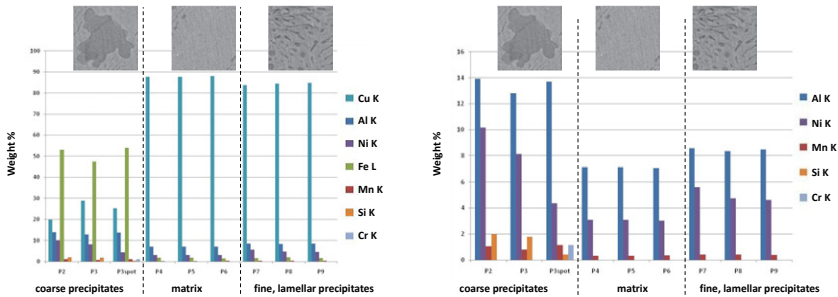 100
90
80
70
60
50
40
30
20
10
0
Weight %
P2 P3 P3spot P4 P5 P6 P7 P8 P9
coarse precipitates matrix fine, lamellar precipitates
Cu K
Al K
Ni K
Fe L
Mn K
Si K
Cr K
16
14
12
10
8
6
4
2
0
Weight %
P2 P3 P3spot P4 P5 P6 P7 P8 P9
coarse precipitates matrix fine, lamellar precipitates
Al K
Ni K
Mn K
Si K
Cr K